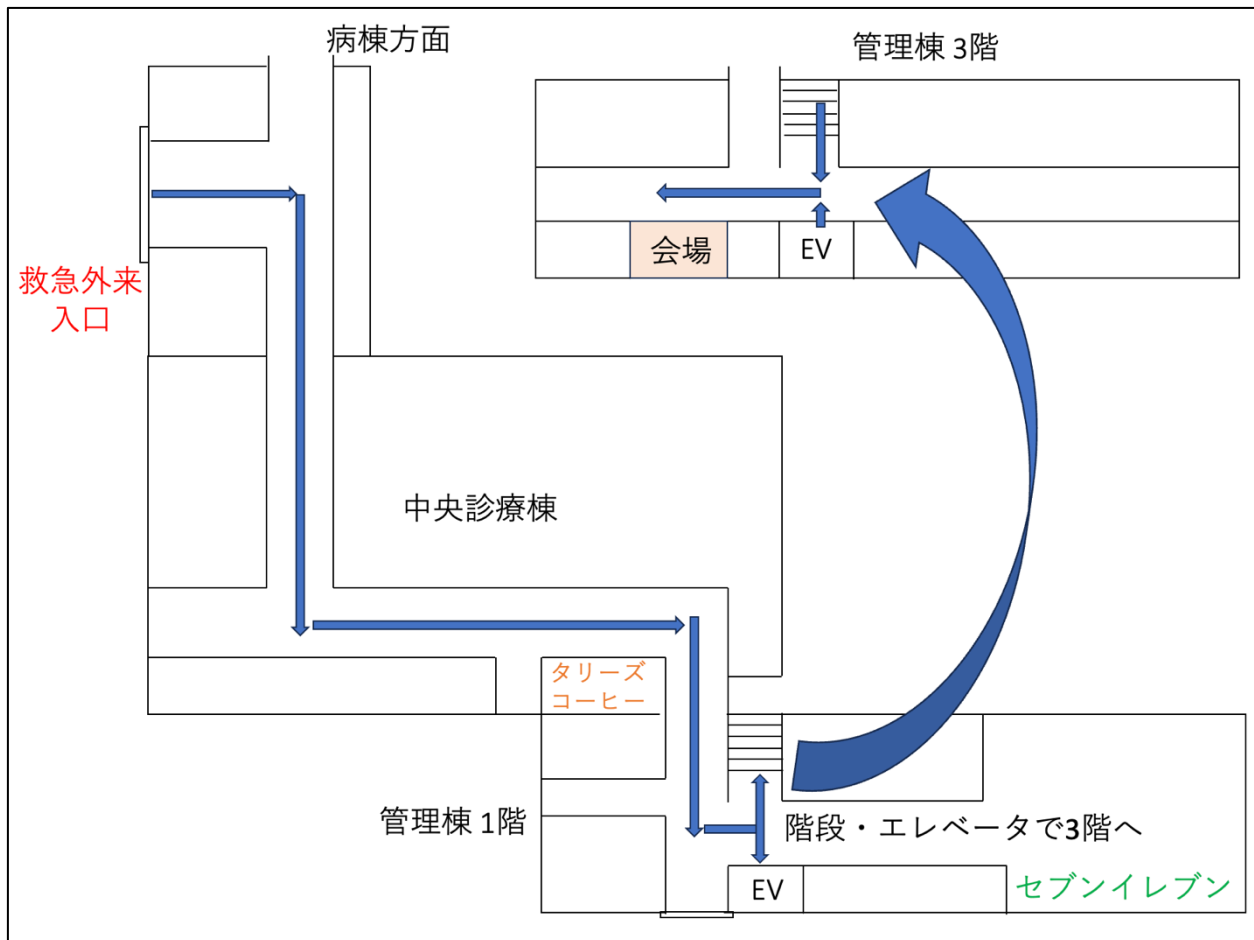 病棟方面
管理棟 3階
会場
EV
救急外来
入口
中央診療棟
タリーズ
コーヒー
管理棟 1階
階段・エレベータで3階へ
EV
セブンイレブン